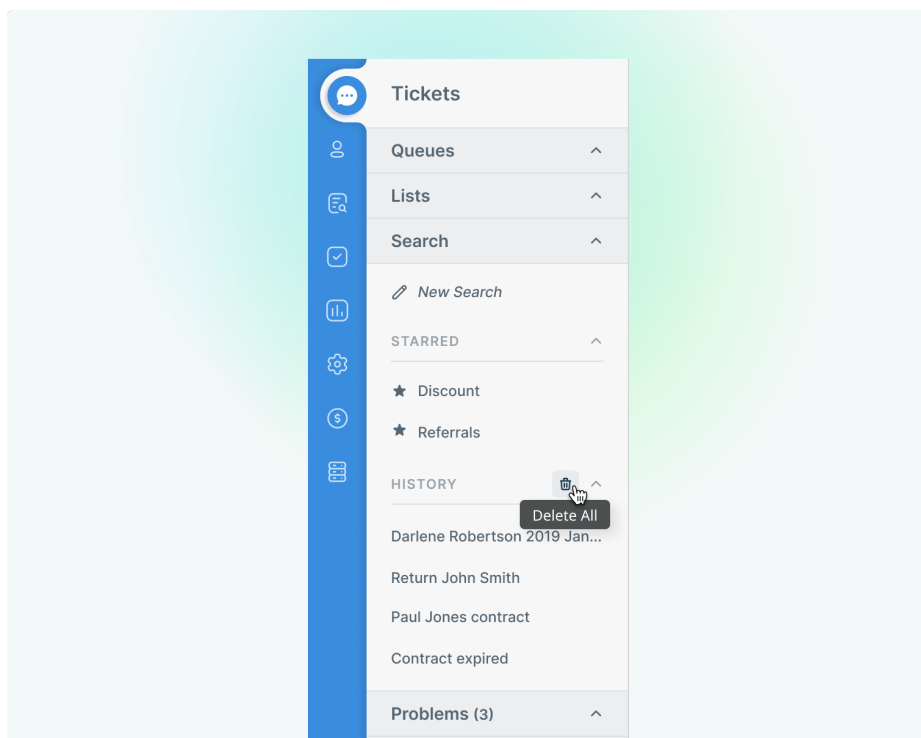 Tickets
Queues
Lists
Search
New Search
STARRED
Discount
Referrals
HISTORY
Delete All
Darlene Robertson 2019 Jan...
Return John Smith
Paul Jones contract
Contract expired
Problems (3)